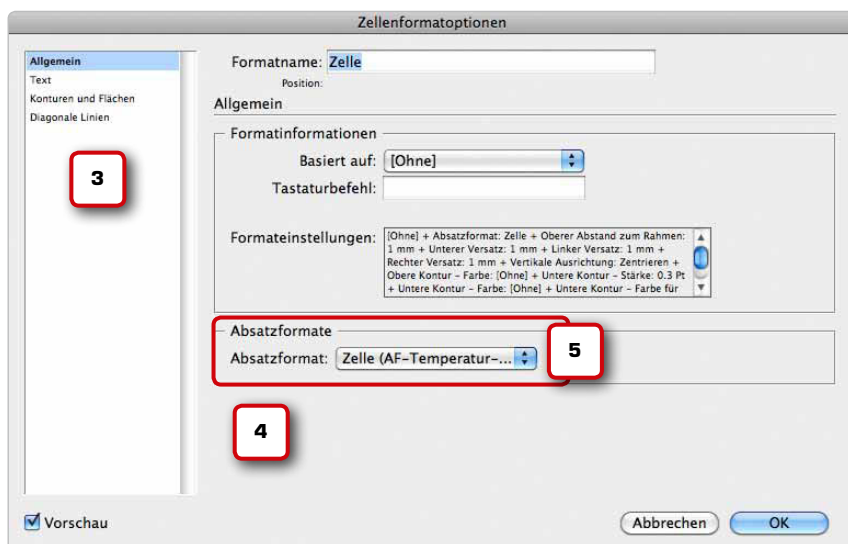 Zellenformatoptionen
Allgemein
Text
Konturen und Flächen
Diagonale Linien
3
Formatname: Zelle
Position:
Allgemein
Formatinformationen
Basiert auf: [Ohne]
Tastaturbefehl:
Formateinstellungen: [Ohne] + Absatzformat: Zelle + Oberer Abstand zum Rahmen:
1 mm + Unterer Versatz: 1 mm + Linker Versatz: 1 mm +
Rechter Versatz: 1 mm + Vertikale Ausrichtung: Zentrieren +
Obere Kontur – Farbe: [Ohne] + Untere Kontur – Stärke: 0.3 Pt
+ Untere Kontur – Farbe: [Ohne] + Untere Kontur – Farbe für
Absatzformate
Absatzformat: Zelle (AF-Temperatur-...
5
4
Vorschau
Abbrechen
OK